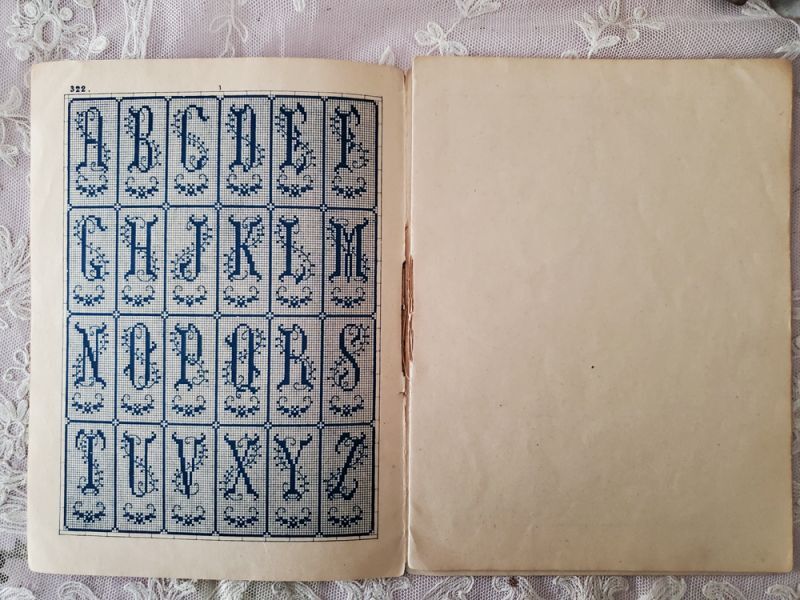 322.
1
A B C D E F
G H J K L M
N O P Q R S
T U V X Y Z